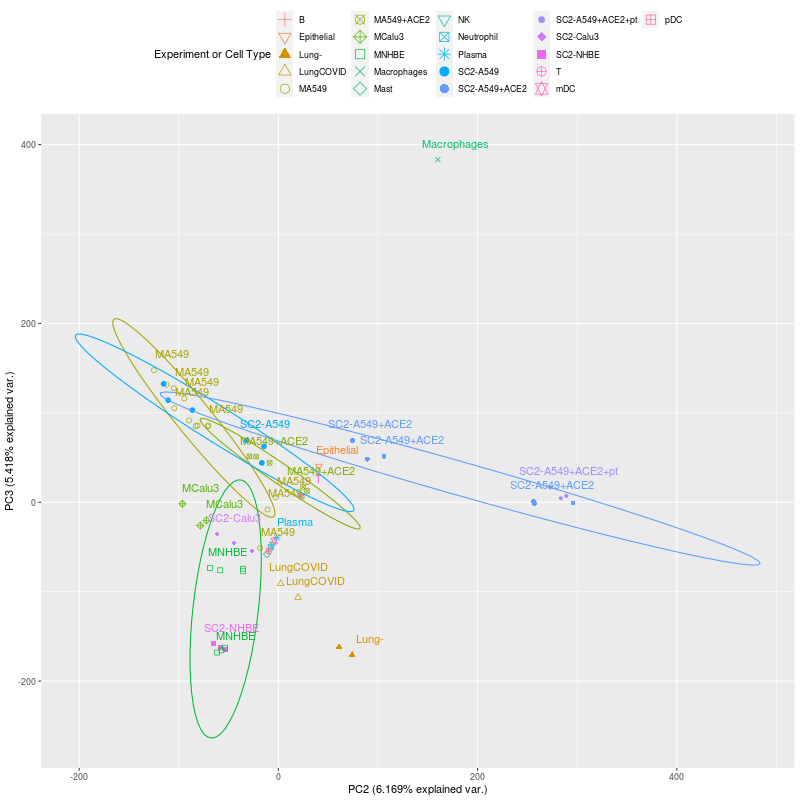 B MA549+ACE2 NK SC2-A549+ACE2+pt pDC
Epithelial MCalu3 Neutrophil SC2-Calu3
Experiment or Cell Type Lung- MNHBE Plasma SC2-NHBE
LungCOVID Macrophages SC2-A549 T
MA549 Mast SC2-A549+ACE2 mDC
400
Macrophages
200
MA549
MA549
MA549
MA549
MA549
SC2-A549
SC2-A549+ACE2
MA549+ACE2
SC2-A549+ACE2
Epithelial
MA549+ACE2
SC2-A549+ACE2+pt
MA549
SC2-A549+ACE2
MCalu3
MA549
0
MCalu3
SC2-Calu3
Plasma
MA549
MNHBE
LungCOVID
LungCOVID
SC2-NHBE
MNHBE
Lung-
-200
-200 0 200 400
PC2 (6.169% explained var.)
PC3 (5.418% explained var.)